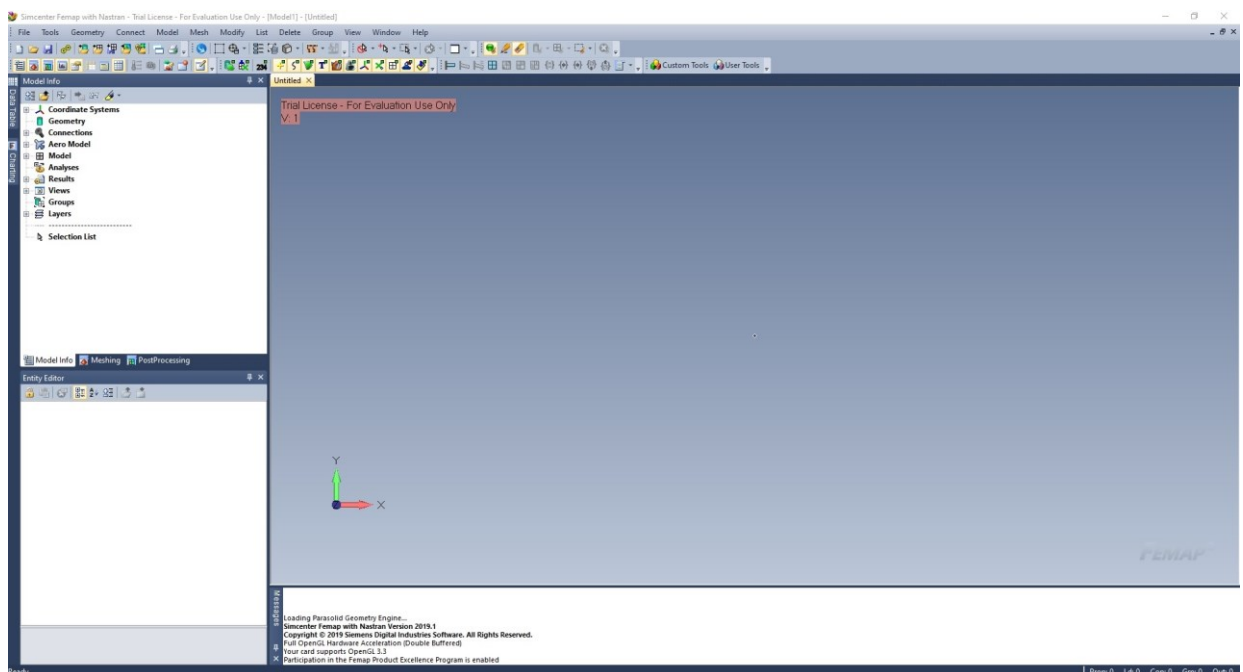 Simcenter Femap with Nastran - Trial License - For Evaluation Use Only - [Model1] - [Untitled]
File Tools Geometry Connect Model Mesh Modify List Delete Group View Window Help
Custom Tools User Tools
Model Info
Untitled
Data Table
Charting
Trial License - For Evaluation Use Only
V: 1
Coordinate Systems
Geometry
Connections
Aero Model
Model
Analyses
Results
Views
Groups
Layers
Selection List
Model Info Meshing PostProcessing
Entity Editor
Y
X
FEMAP
Messages
Loading Parasolid Geometry Engine...
Simcenter Femap with Nastran Version 2019.1
Copyright © 2019 Siemens Digital Industries Software. All Rights Reserved.
Full OpenGL Hardware Acceleration (Double Buffered)
Your card supports OpenGL 3.3
Participation in the Femap Product Excellence Program is enabled